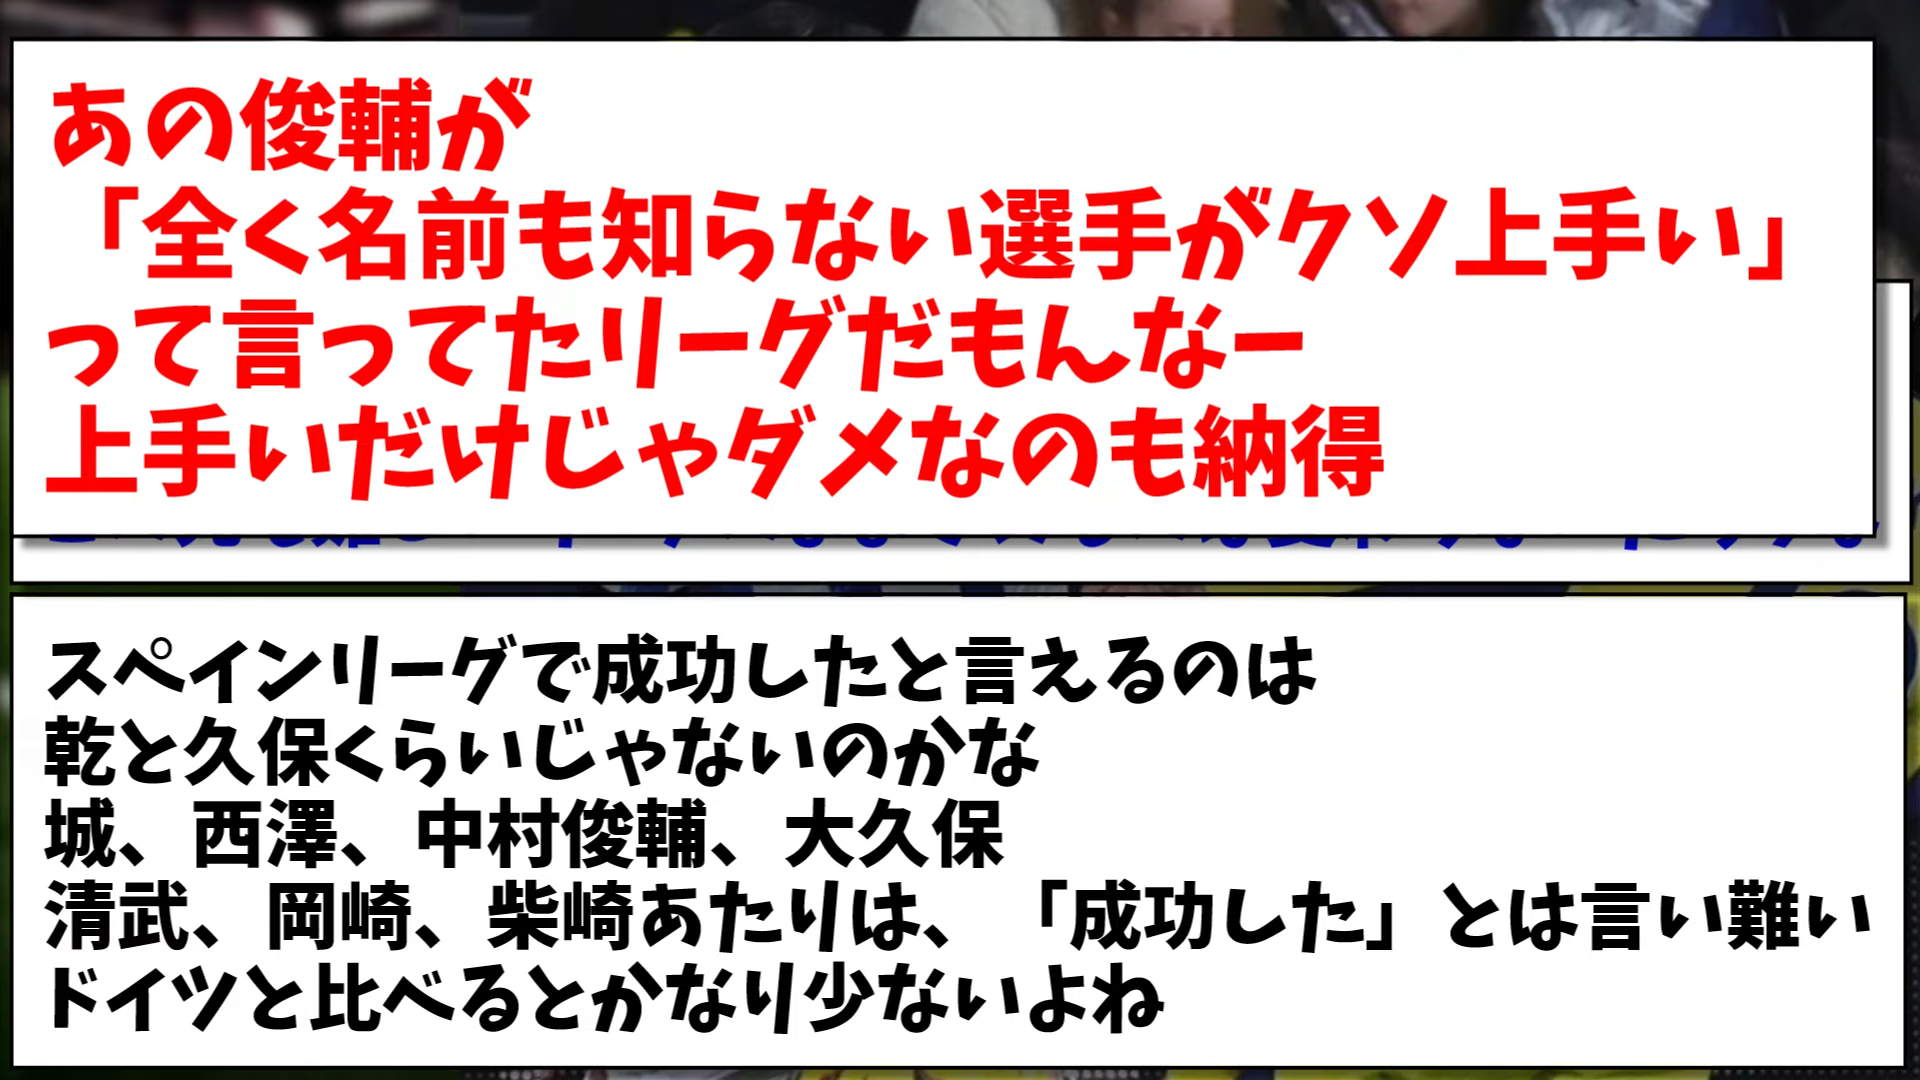 あの俊輔が
「全く名前も知らない選手がクソ上手い」
って言ってたリーグだもんなー
上手いだけじゃダメなのも納得
スペインリーグで成功したと言えるのは
乾と久保くらいじゃないのかな
城、西澤、中村俊輔、大久保
清武、岡崎、柴崎あたりは、「成功した」とは言い難い
ドイツと比べるとかなり少ないよね